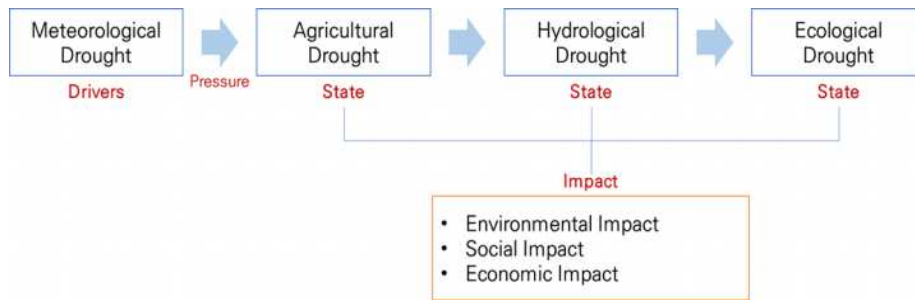 Meteorological
Drought
Agricultural
Drought
Hydrological
Drought
Ecological
Drought
Drivers
Pressure
State
State
State
Impact
• Environmental Impact
• Social Impact
• Economic Impact